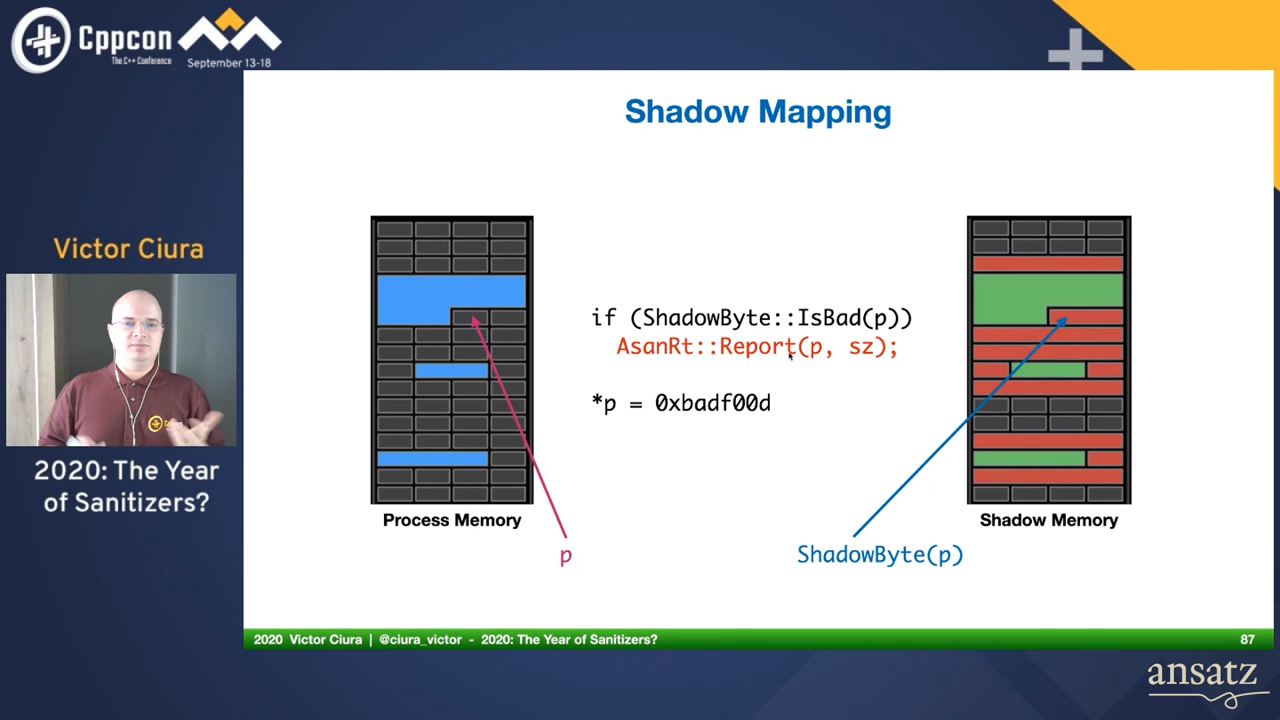 Cppcon
The C++ Conference
September 13-18
Shadow Mapping
Victor Ciura
if (ShadowByte::IsBad(p))
AsanRt::Report(p, sz);
*p = 0xbadf00d
2020: The Year
of Sanitizers?
Process Memory
Shadow Memory
p
ShadowByte(p)
2020 Victor Ciura | @ciura_victor - 2020: The Year of Sanitizers?
87
ansatz